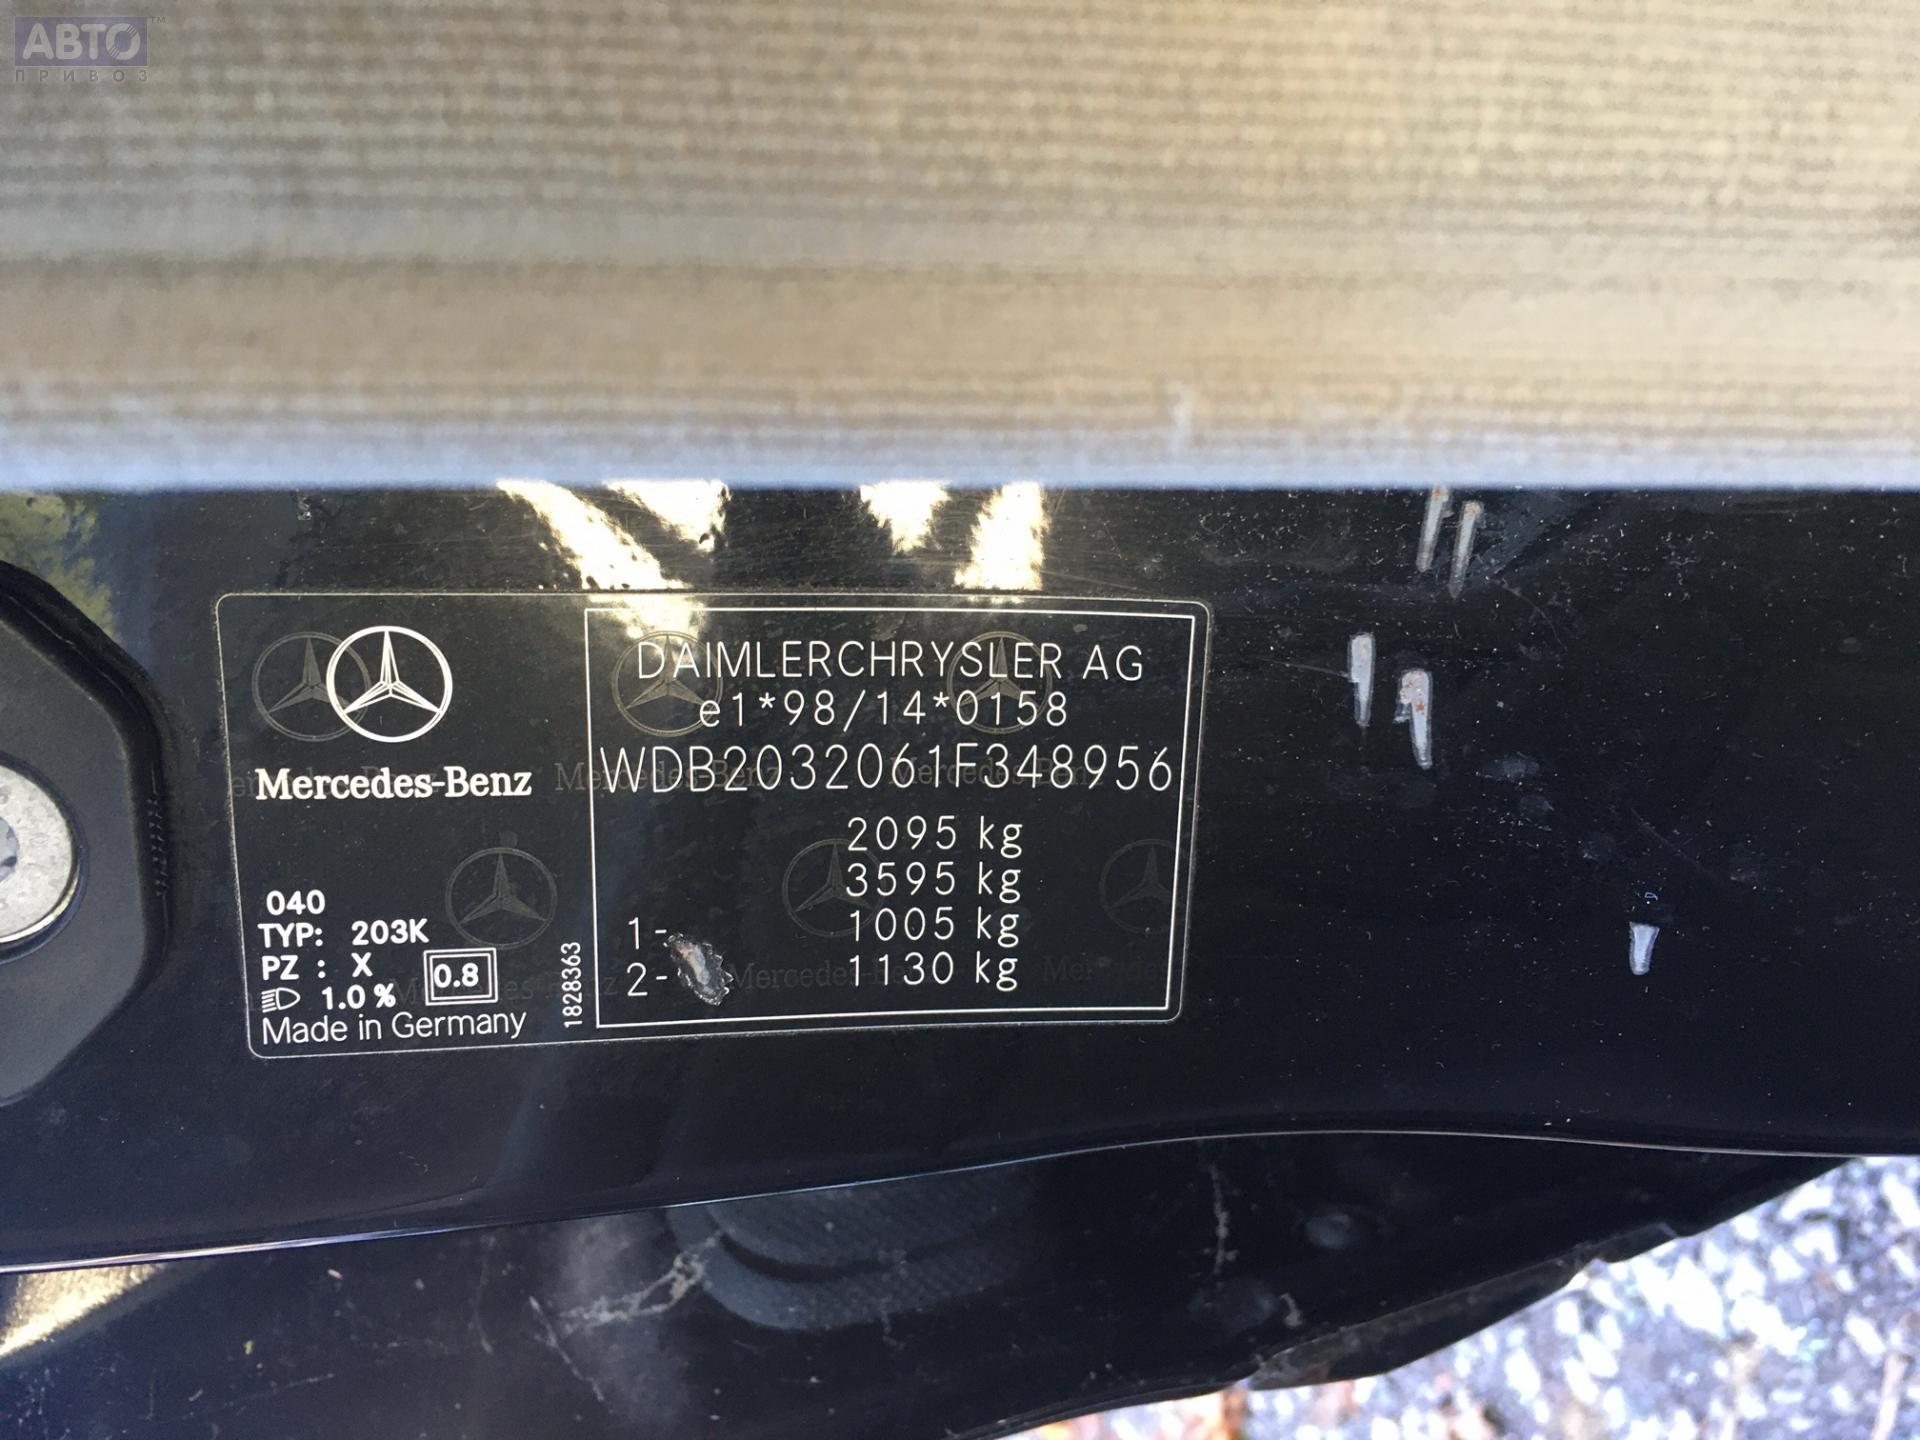 АВТО™
ПРИВОЗ
Mercedes-Benz
040
TYP: 203K
PZ : X
0.8
1.0 %
Made in Germany
1828363
DAIMLERCHRYSLER AG
e1*98/14*0158
WDB2032061F348956
2095 kg
3595 kg
1- 1005 kg
2- 1130 kg